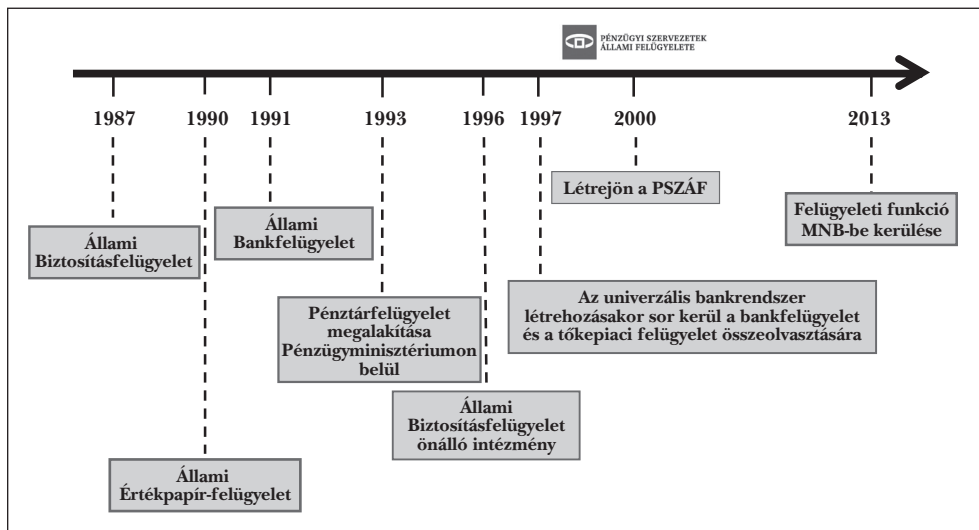 PÉNZÜGYI SZERVEZETEK
ÁLLAMI FELÜGYELETE
1987
1990
1991
1993
1996
1997
2000
2013
Létrejön a PSZÁF
Felügyeleti funkció
MNB-be kerülése
Állami
Bankfelügyelet
Állami
Biztosításfelügyelet
Az univerzális bankrendszer
létrehozásakor sor kerül a bankfelügyelet
és a tőkepiaci felügyelet összeolvasztására
Pénztárfelügyelet
megalakítása
Pénzügyminisztériumon
belül
Állami
Biztosításfelügyelet
önálló intézmény
Állami
Értékpapír-felügyelet